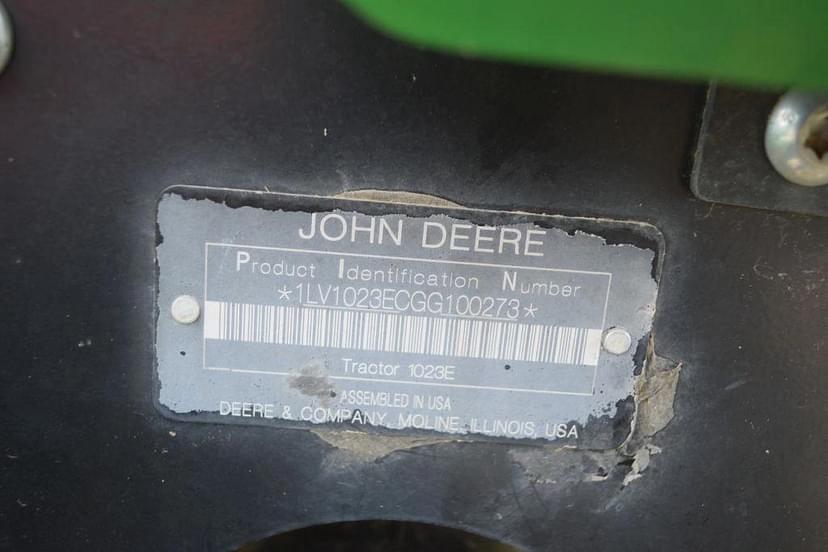 JOHN DEERE
Product Identification Number
*1LV1023ECGG100273*
Tractor 1023E
ASSEMBLED IN USA
DEERE & COMPANY, MOLINE, ILLINOIS, USA